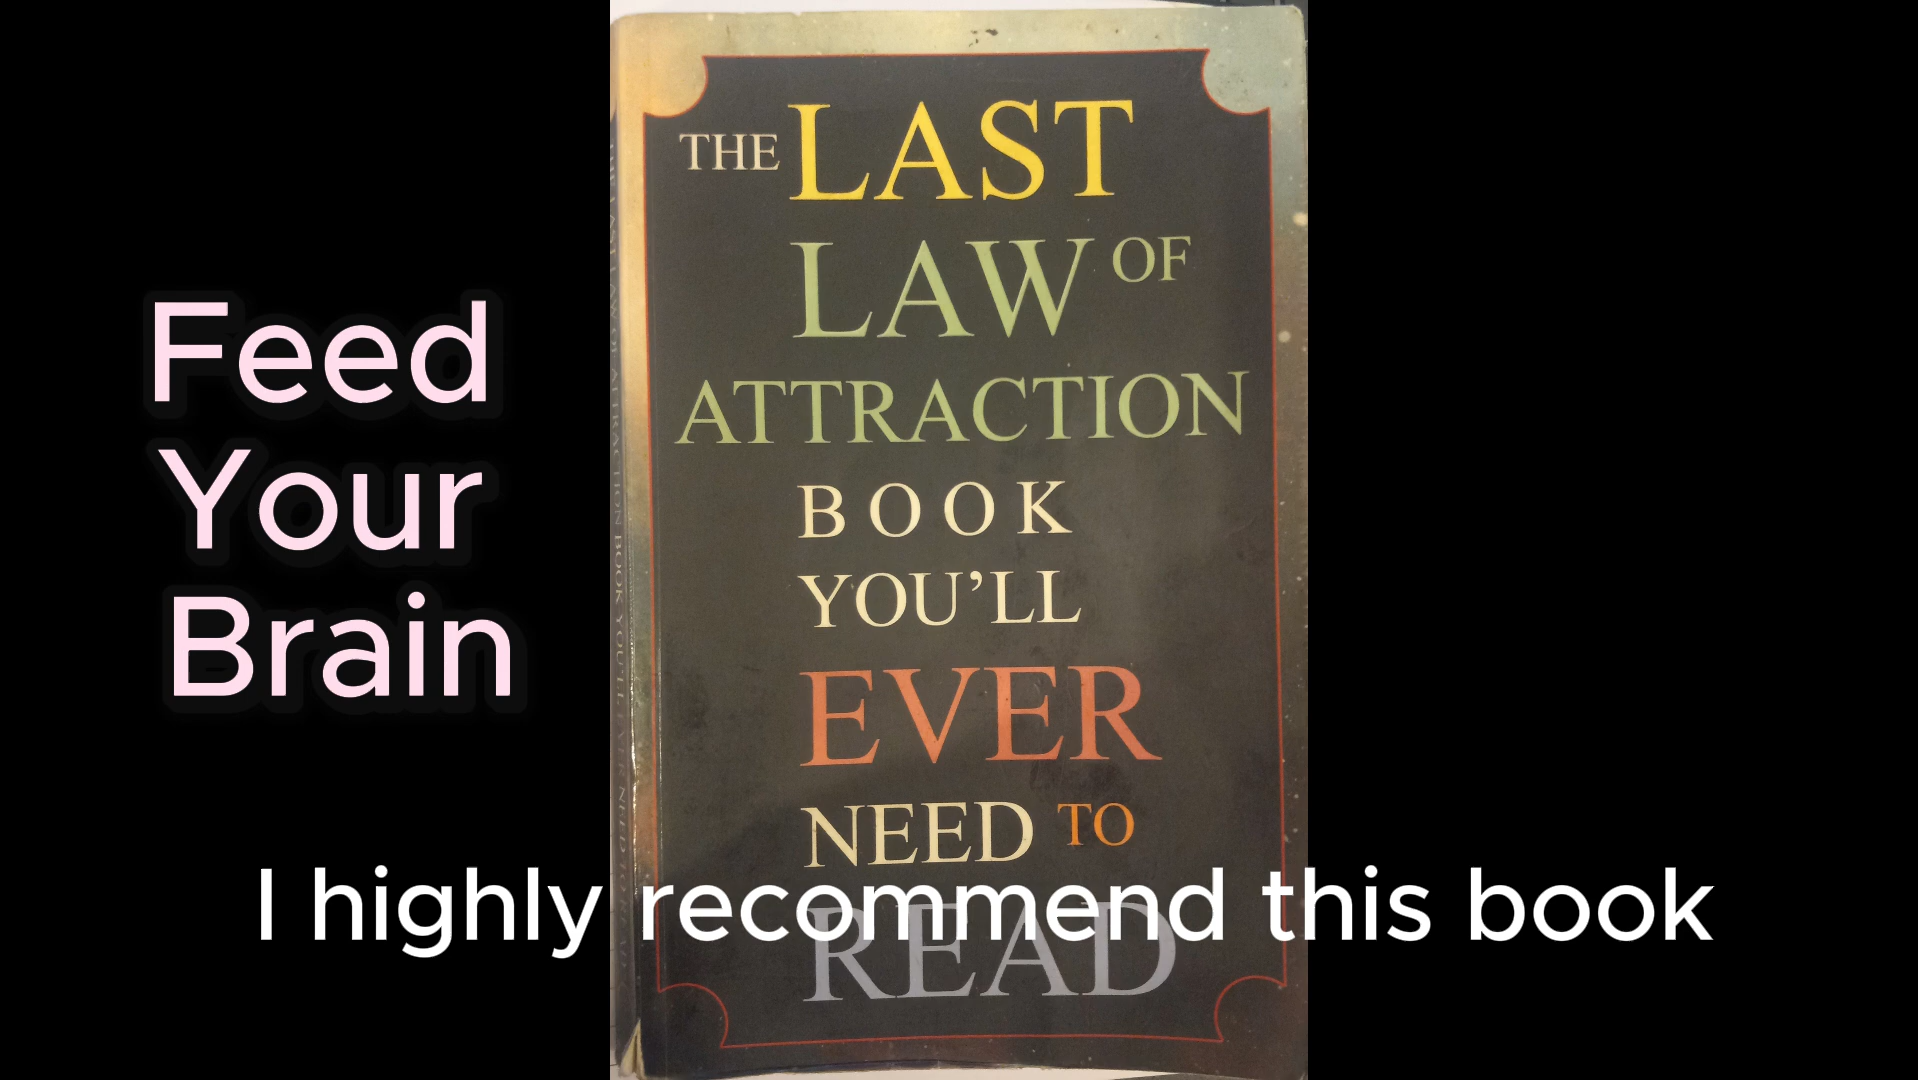 Feed
Your
Brain
THE LAST
LAW OF
ATTRACTION
BOOK
YOU'LL
EVER
NEED TO
READ
I highly recommend this book